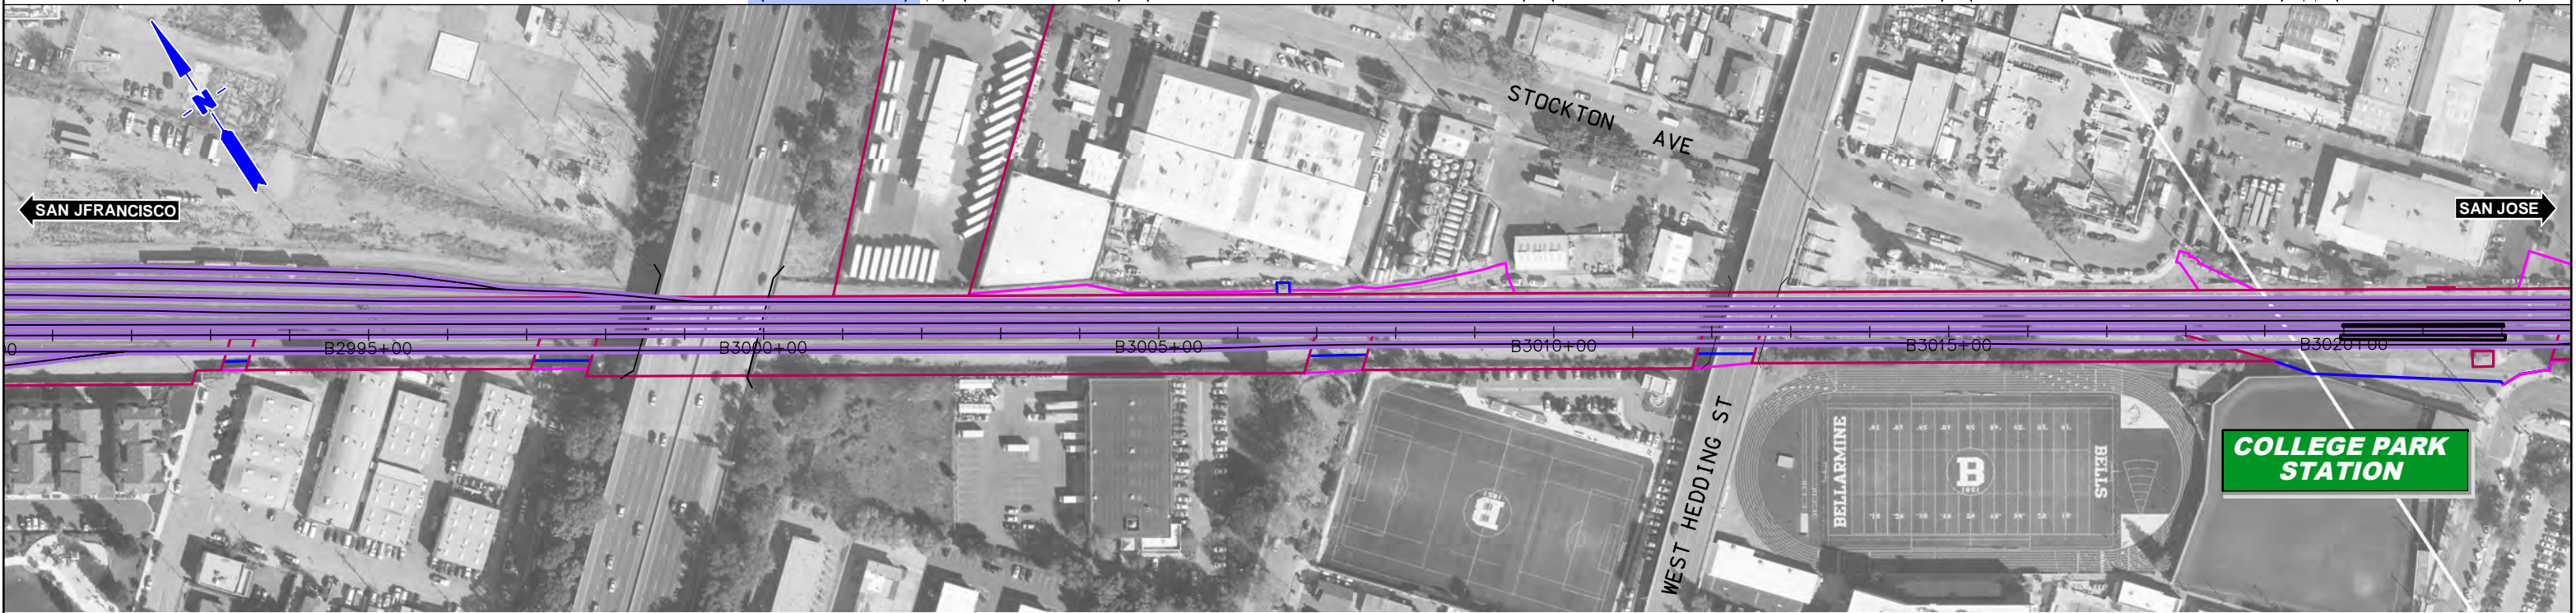 STOCKTON AVE
N
SAN JFRANCISCO
SAN JOSE
0
B2995+00
B3000+00
B3005+00
B3010+00
B3015+00
B3020+00
WEST HEDDING ST
BELLARMINE
B
BELLS
B
COLLEGE PARK
STATION